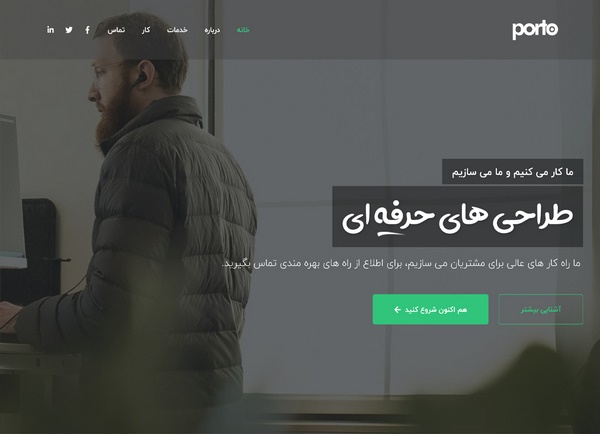 porto
خانه
درباره
خدمات
کار
تماس
ما کار می کنیم و ما می سازیم
طراحی های حرفه ای
ما راه کار های عالی برای مشتریان می سازیم، برای اطلاع از راه های بهره مندی تماس بگیرید.
آشنایی بیشتر
هم اکنون شروع کنید